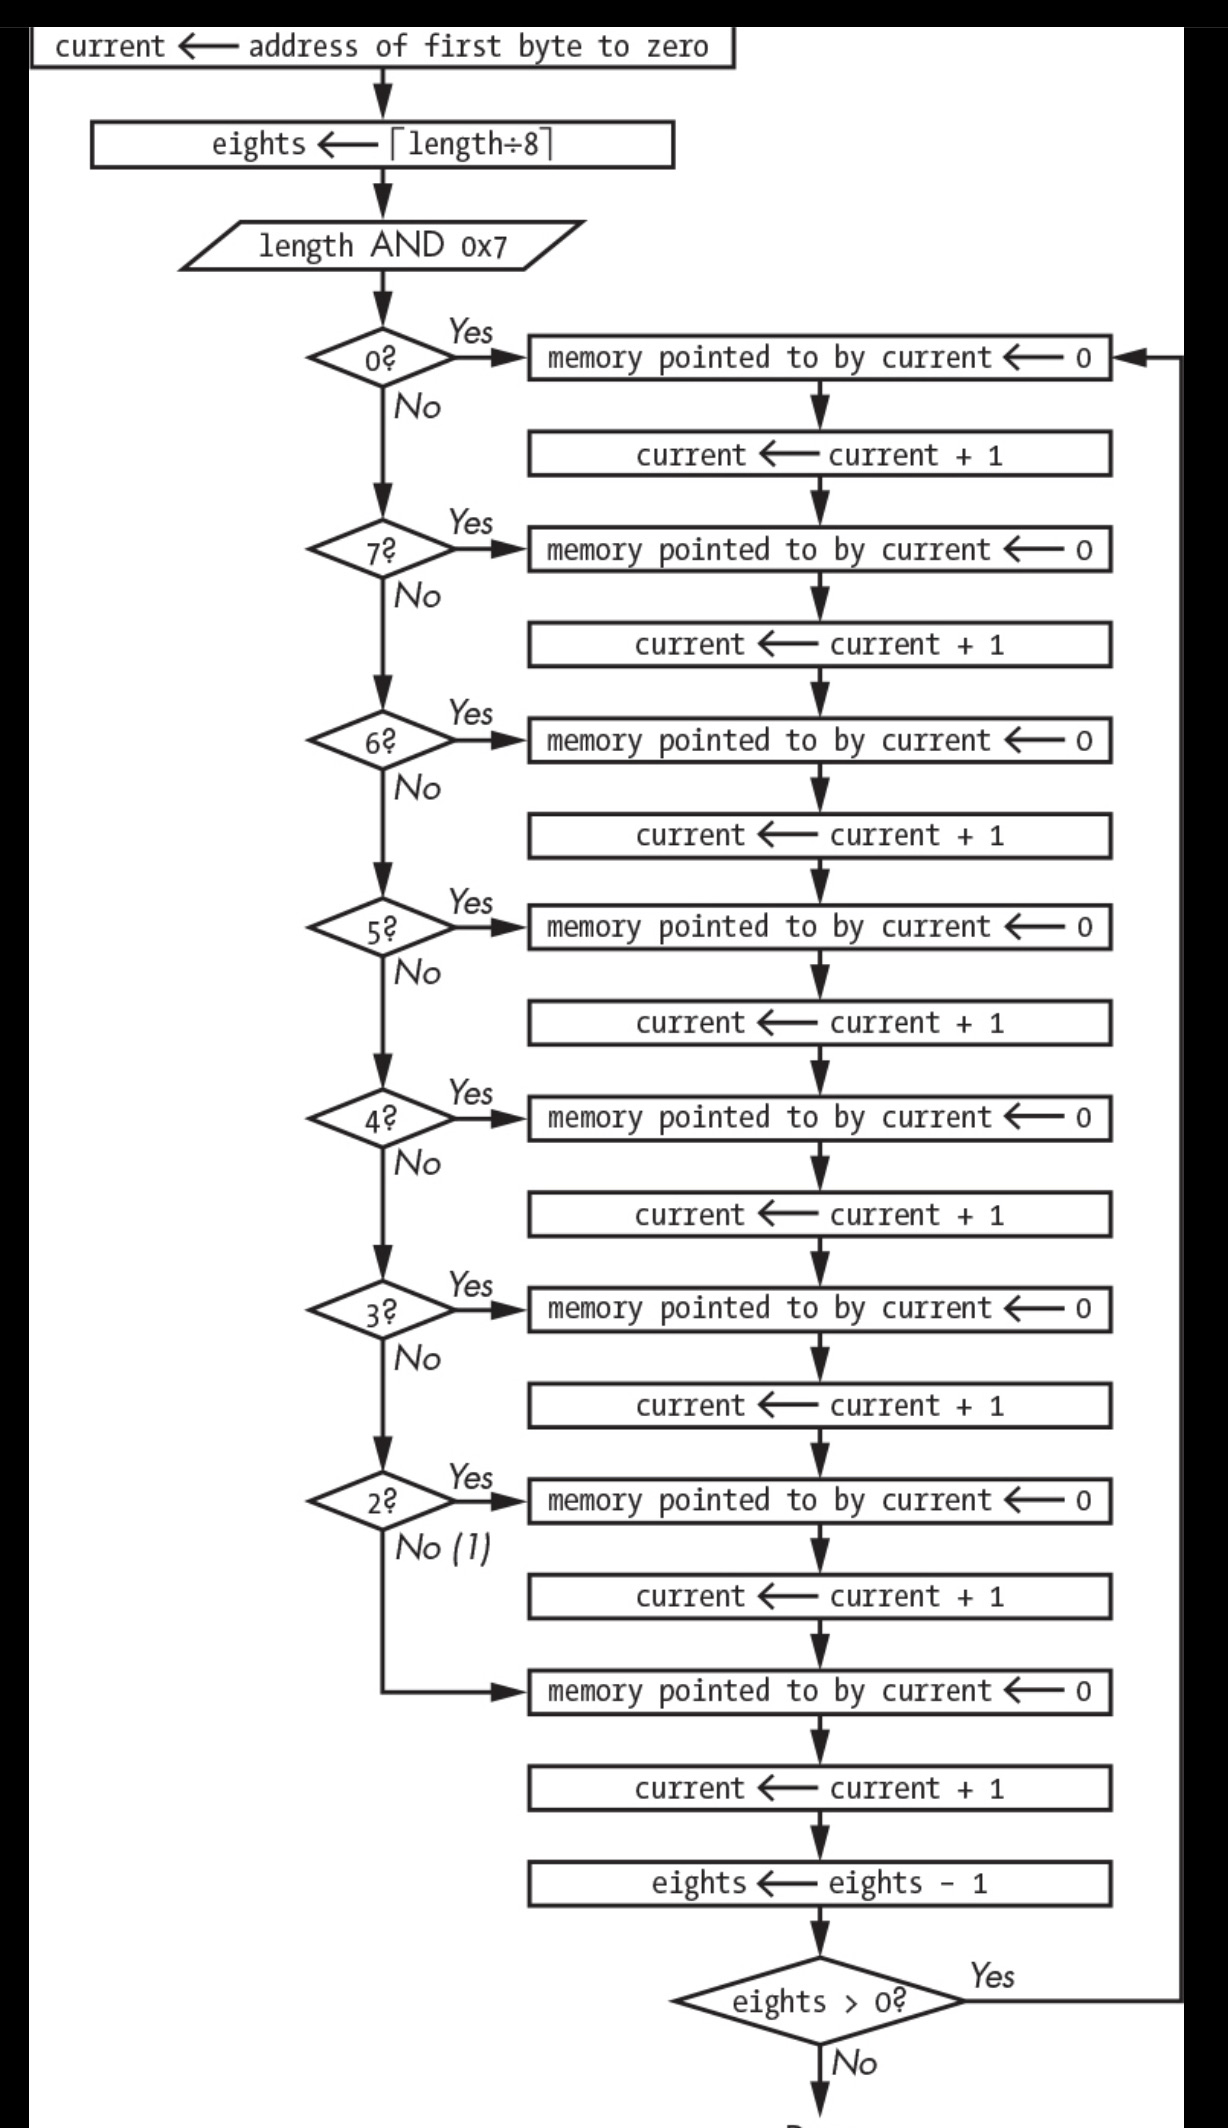 current ← address of first byte to zero
eights ← ⌈length÷8⌉
length AND 0x7
0?
Yes
memory pointed to by current ← 0
No
current ← current + 1
7?
Yes
memory pointed to by current ← 0
No
current ← current + 1
6?
Yes
memory pointed to by current ← 0
No
current ← current + 1
5?
Yes
memory pointed to by current ← 0
No
current ← current + 1
4?
Yes
memory pointed to by current ← 0
No
current ← current + 1
3?
Yes
memory pointed to by current ← 0
No
current ← current + 1
2?
Yes
memory pointed to by current ← 0
No (1)
current ← current + 1
memory pointed to by current ← 0
current ← current + 1
eights ← eights - 1
eights > 0?
Yes
No